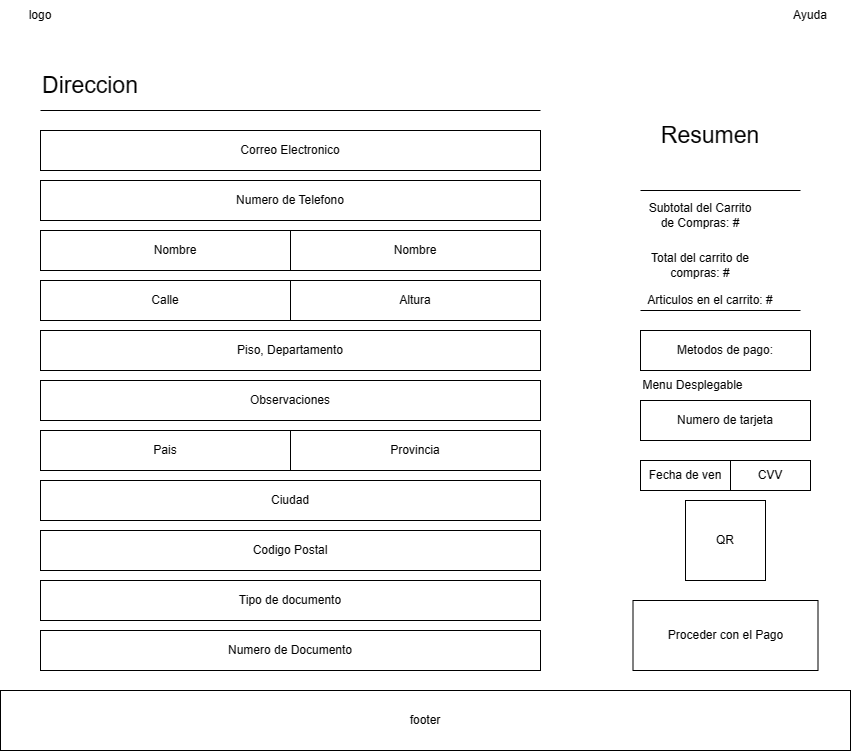 logo
Ayuda
Direccion
Correo Electronico
Numero de Telefono
Nombre
Nombre
Calle
Altura
Piso, Departamento
Observaciones
Pais
Provincia
Ciudad
Codigo Postal
Tipo de documento
Numero de Documento
Resumen
Subtotal del Carrito
de Compras: #
Total del carrito de
compras: #
Articulos en el carrito: #
Metodos de pago:
Menu Desplegable
Numero de tarjeta
Fecha de ven
CVV
QR
Proceder con el Pago
footer